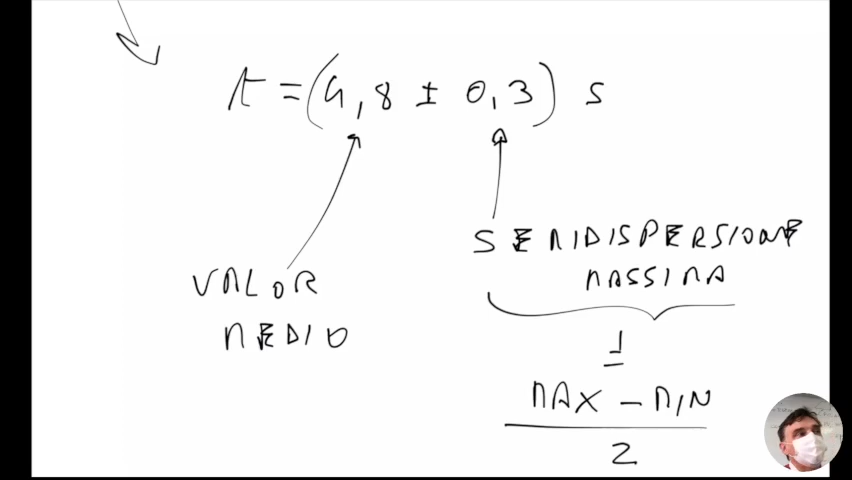 t = (4,8 ± 0,3) s
SEMIDISPERSIONE
MASSIMA
VALOR
MEDIO
MAX - MIN
2